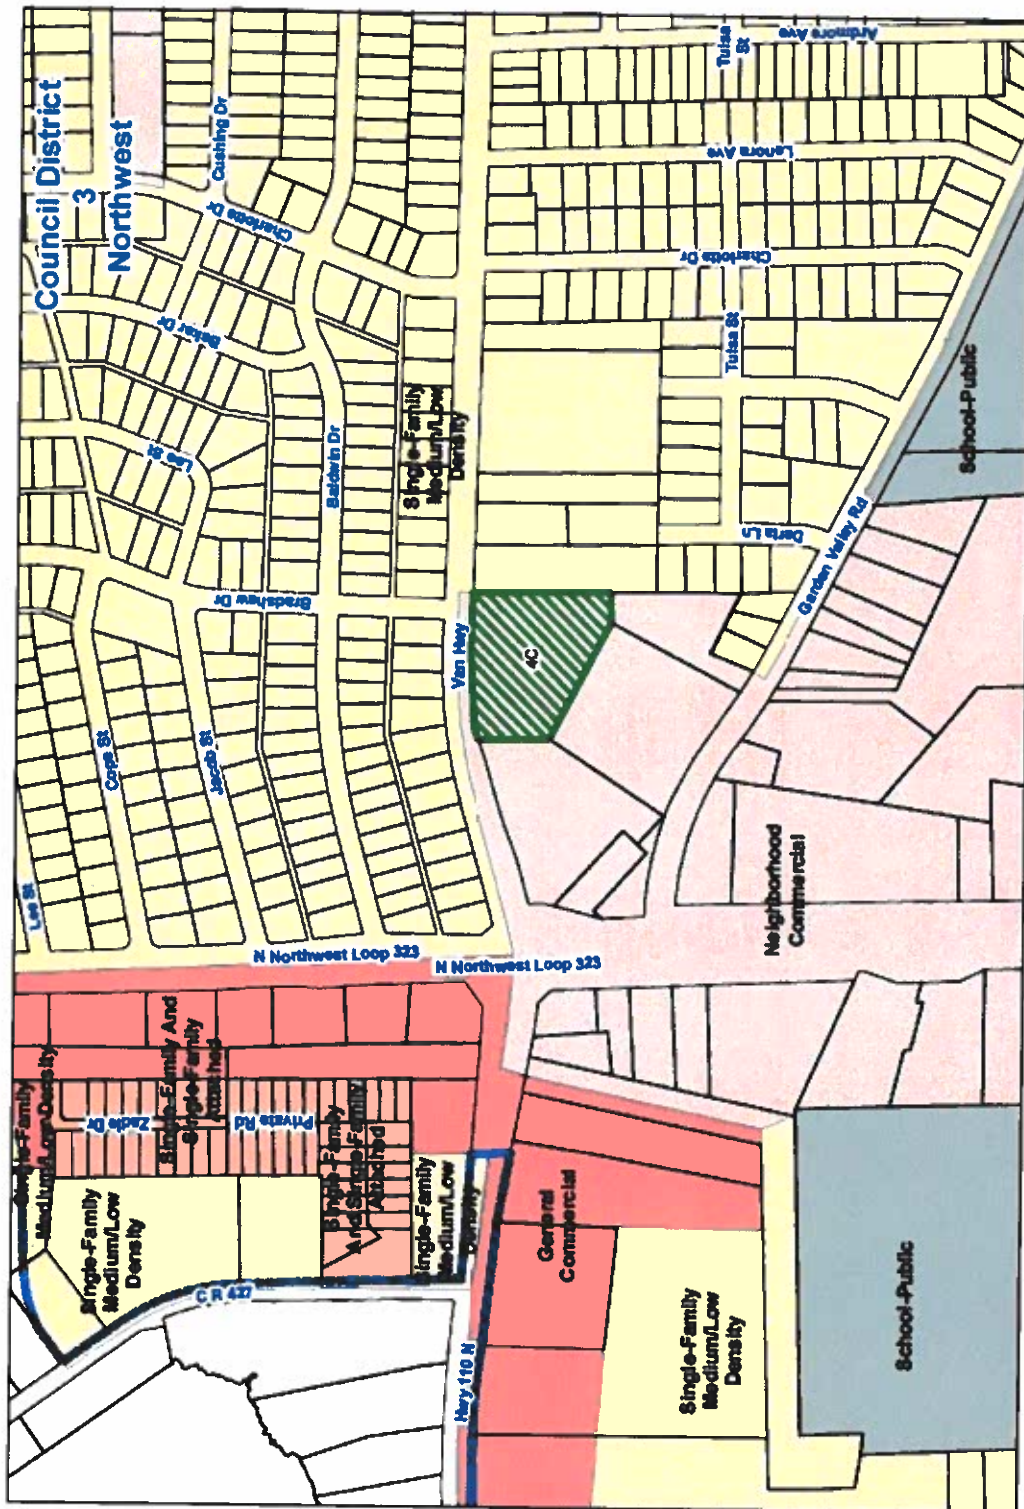 Council District
3
Northwest
Ardmore Ave
Tulsa
St
Cushing Dr
Lenora Ave
Charlotte Dr
Charlotte Dr
Baker Dr
Tulsa St
Lee St
Baldwin Dr
Single-Family
Medium/Low
Density
School-Public
Garden Valley Rd
Bradshaw Dr
Van Hwy
4C
Cope St
Jacob St
Lee St
Neighborhood
Commercial
N Northwest Loop 323
N Northwest Loop 323
Single-Family
Medium/Low Density
Single-Family And
Single-Family
Attached
Zadie Dr
Private Rd
Single-Family
And Single-Family
Attached
Single-Family
Medium/Low
Density
Single-Family
Medium/Low
Density
General
Commercial
C R 437
Hwy 110 N
Single-Family
Medium/Low
Density
School-Public